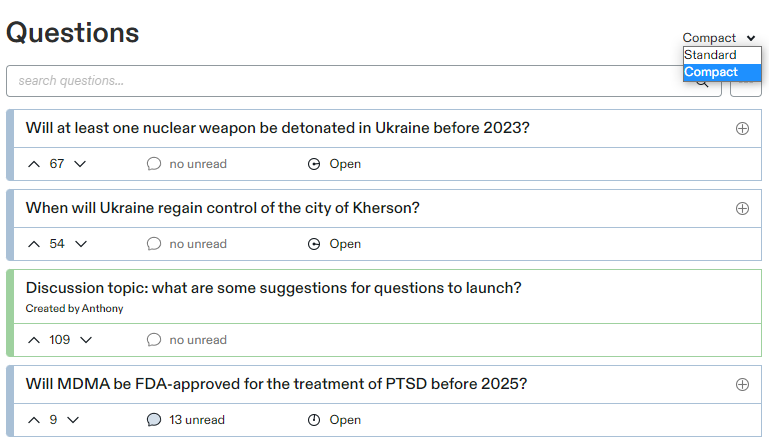 Questions
Compact
Standard
Compact
search questions...
Will at least one nuclear weapon be detonated in Ukraine before 2023?
67 no unread Open
When will Ukraine regain control of the city of Kherson?
54 no unread Open
Discussion topic: what are some suggestions for questions to launch?
Created by Anthony
109 no unread
Will MDMA be FDA-approved for the treatment of PTSD before 2025?
9 13 unread Open